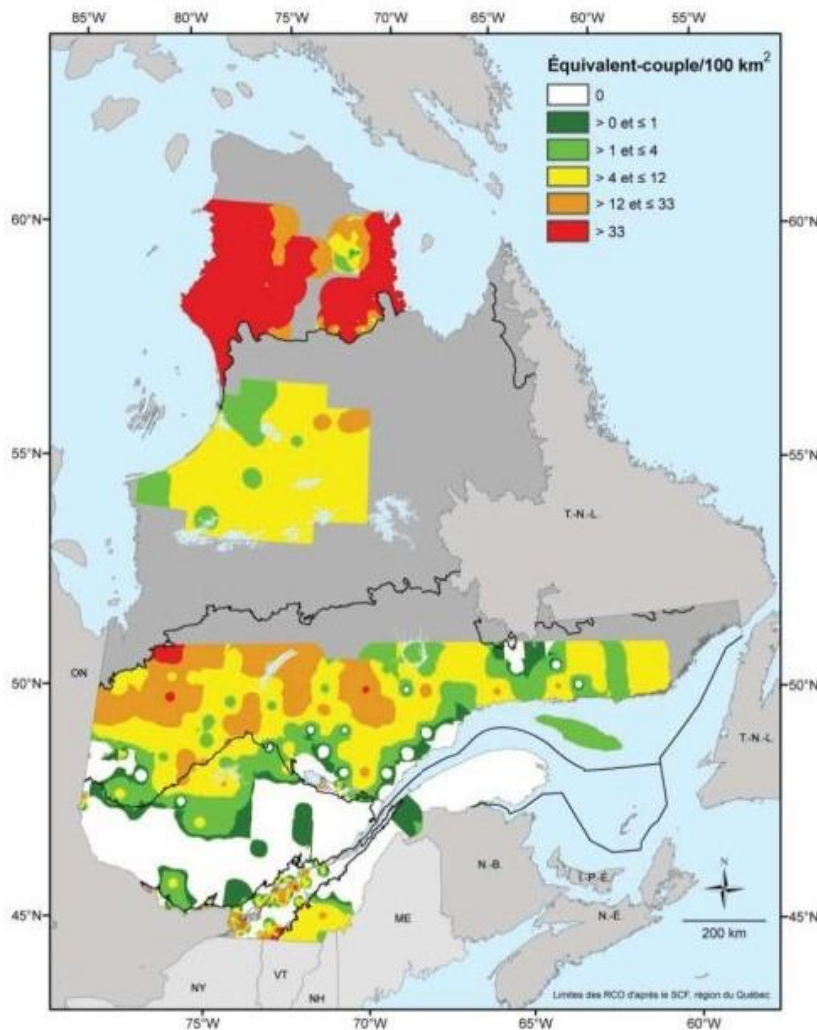 85°W 80°W 75°W 70°W 65°W 60°W 55°W
Équivalent-couple/100 km²
0
> 0 et ≤ 1
> 1 et ≤ 4
> 4 et ≤ 12
> 12 et ≤ 33
> 33
60°N 60°N
55°N 55°N
T.-N.-L.
ON
50°N 50°N
T.-N.-L.
N.-B.
I.-P.-É.
N
45°N 45°N
ME
N.-É.
200 km
NY
VT
NH
Limites des RCO d'après le SCF, région du Québec.
75°W 70°W 65°W 60°W